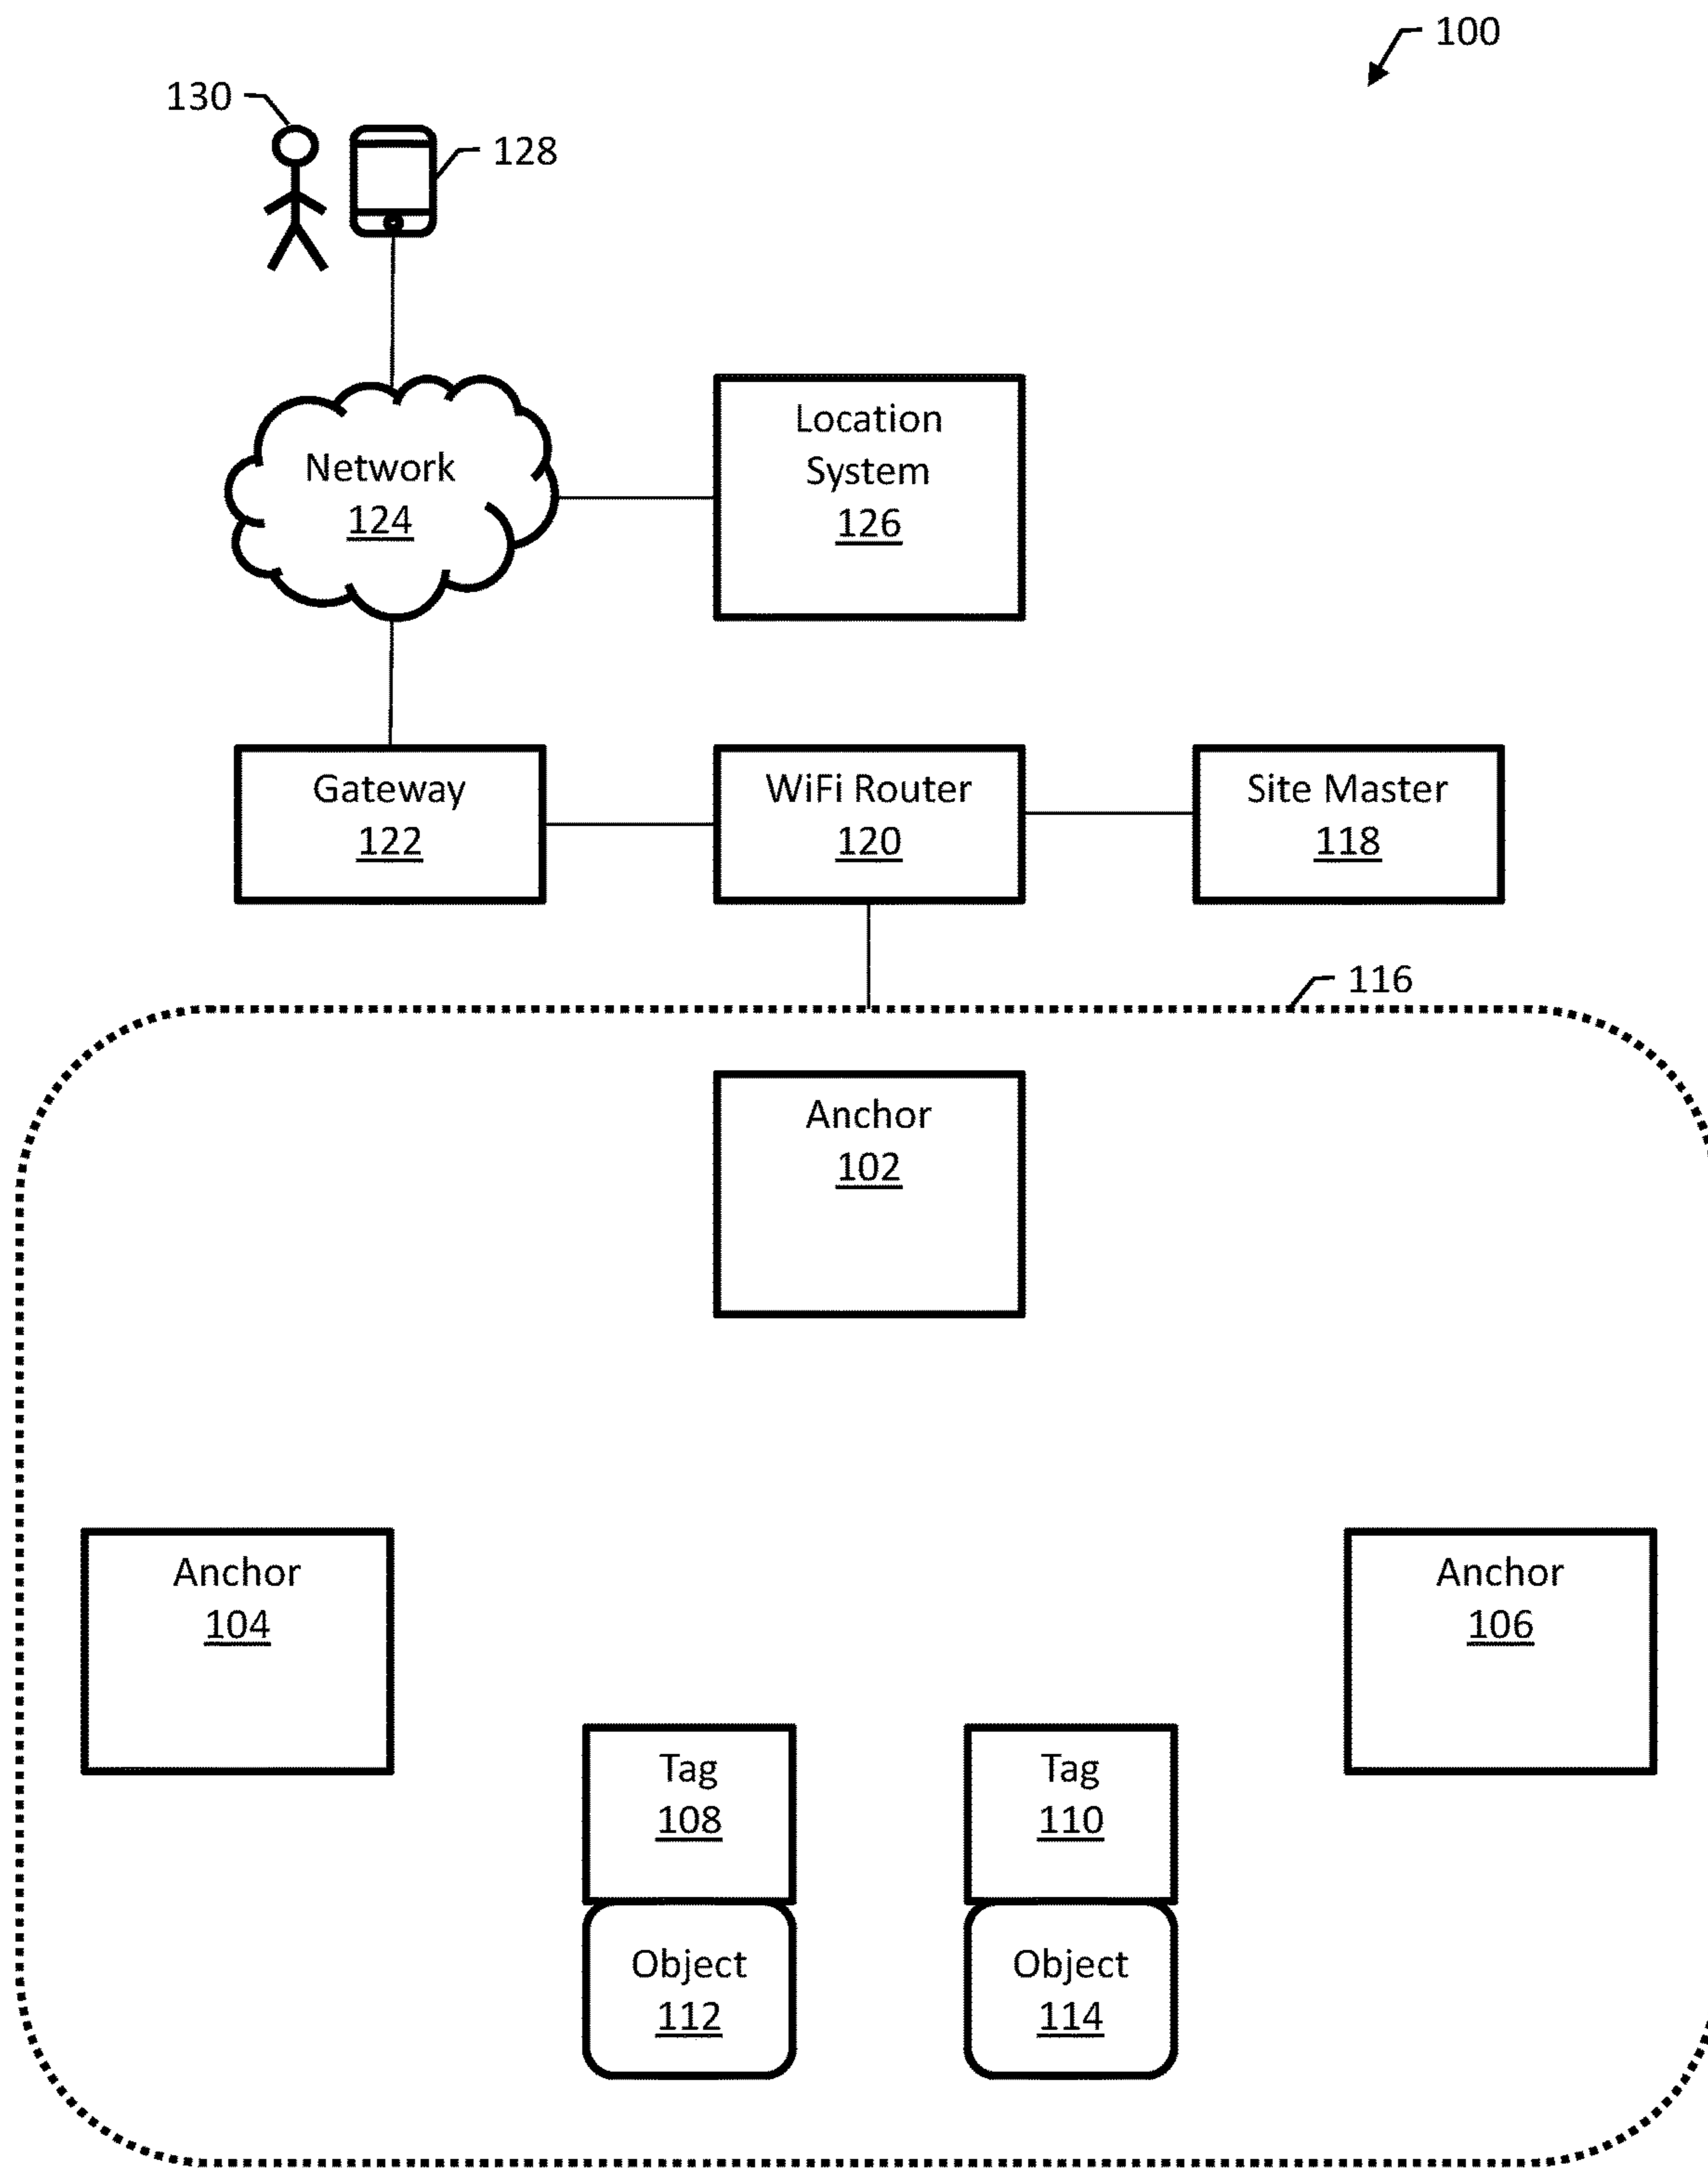 100
130
128
Network
124
Location
System
126
Gateway
122
WiFi Router
120
Site Master
118
116
Anchor
102
Anchor
104
Anchor
106
Tag
108
Tag
110
Object
112
Object
114